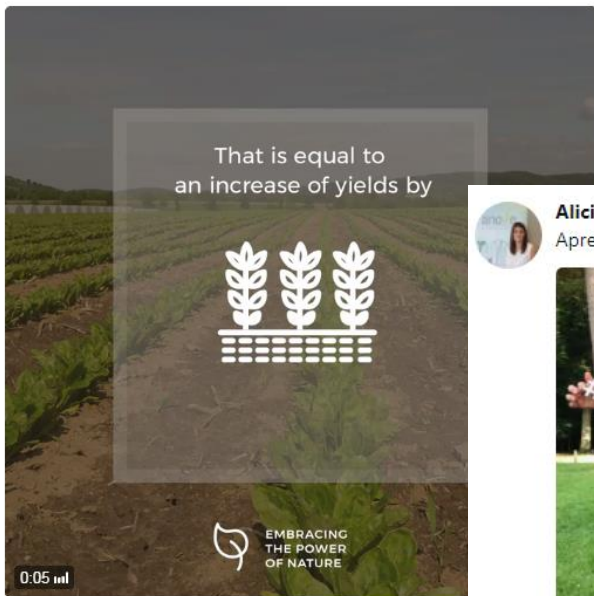 That is equal to
an increase of yields by
EMBRACING
THE POWER
OF NATURE
0:05